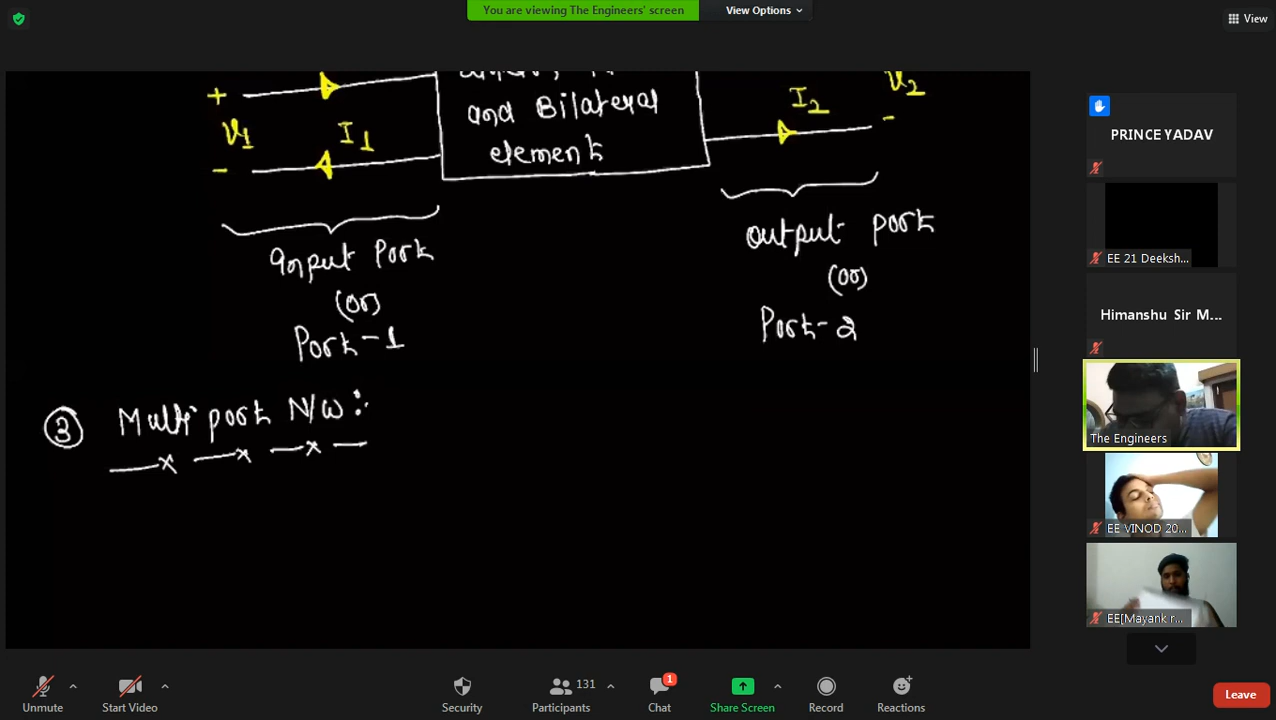 You are viewing The Engineers' screen
View Options
View
+
V1
-
I1
and Bilateral
element
I2
V2
-
Input Port
(or)
Port-1
output port
(or)
Port-2
③ Multi port N/W:
PRINCE YADAV
EE 21 Deeksh...
Himanshu Sir M...
The Engineers
EE VINOD 20...
EE[Mayank r...
Unmute
Start Video
Security
131
Participants
1
Chat
Share Screen
Record
Reactions
Leave